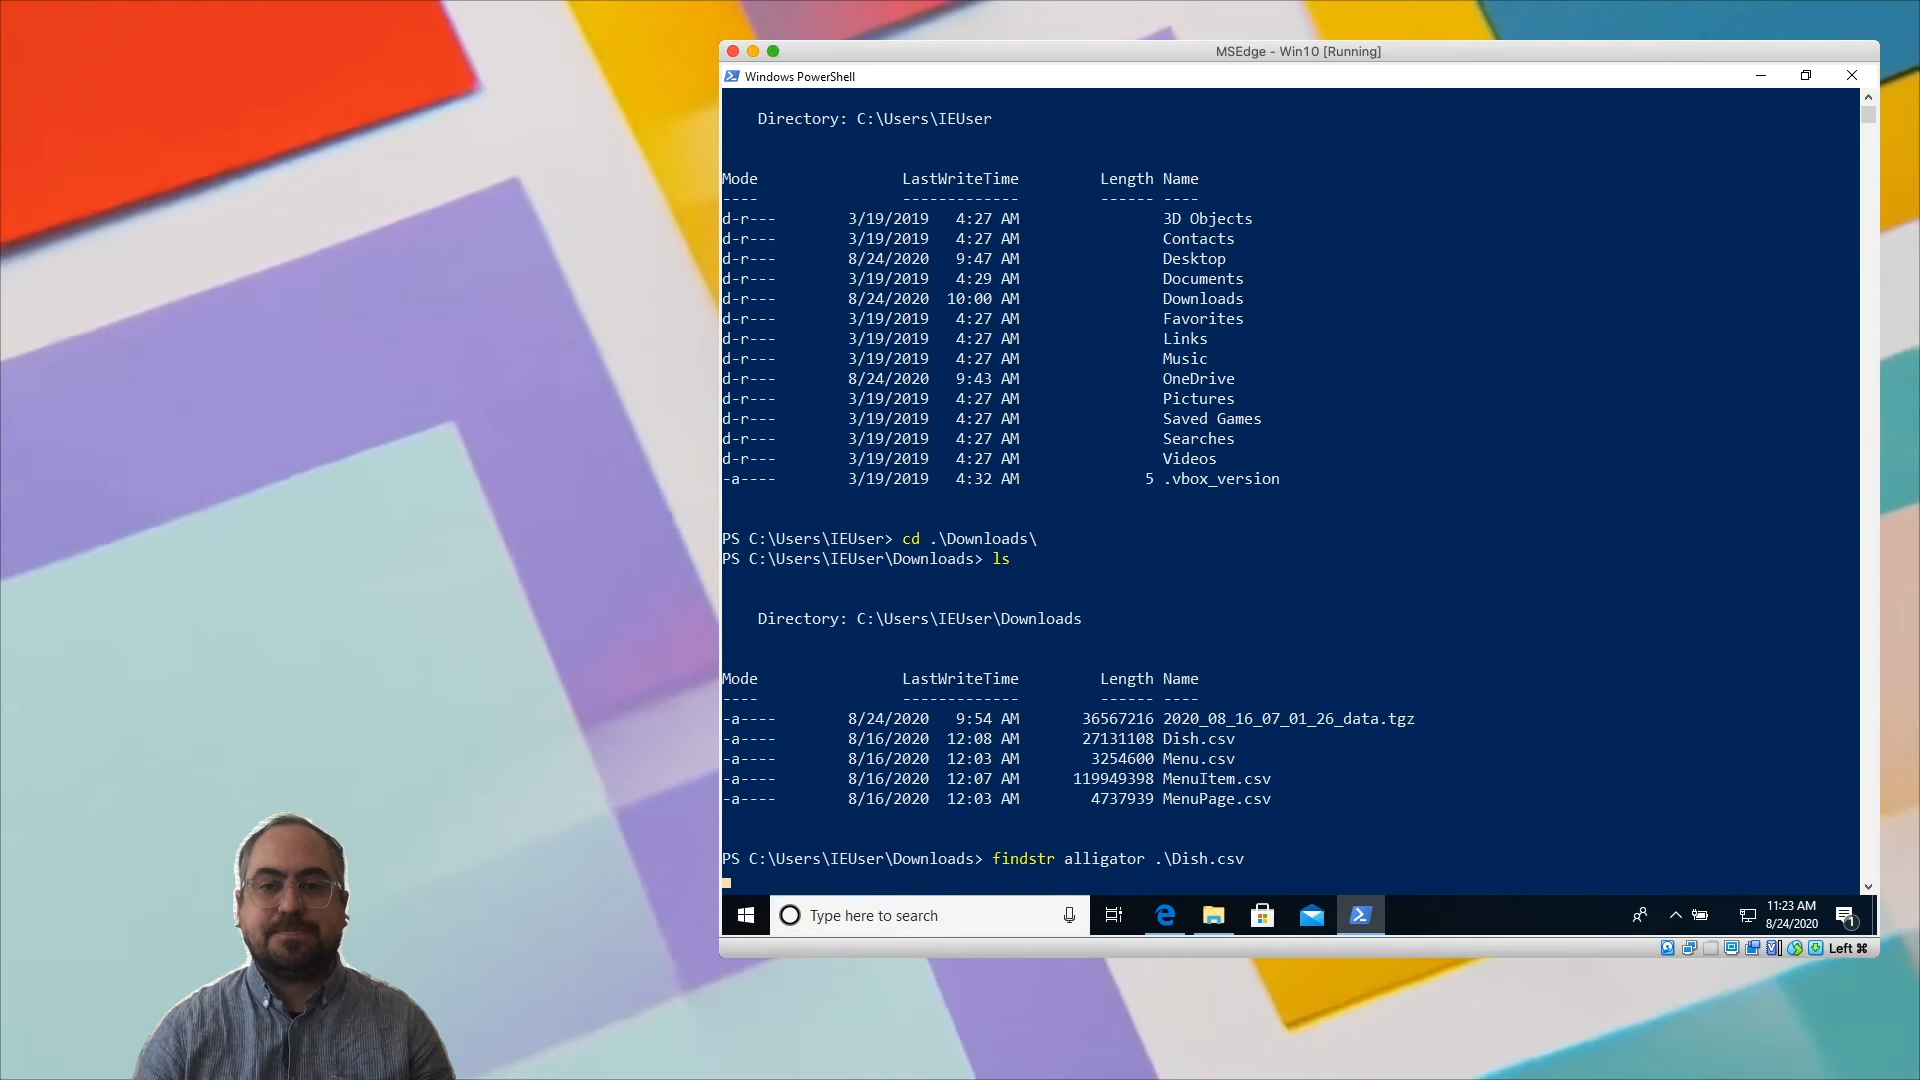 MSEdge - Win10 [Running]
Windows PowerShell
Directory: C:\Users\IEUser
Mode LastWriteTime Length Name
---- ------------- ------ ----
d-r--- 3/19/2019 4:27 AM 3D Objects
d-r--- 3/19/2019 4:27 AM Contacts
d-r--- 8/24/2020 9:47 AM Desktop
d-r--- 3/19/2019 4:29 AM Documents
d-r--- 8/24/2020 10:00 AM Downloads
d-r--- 3/19/2019 4:27 AM Favorites
d-r--- 3/19/2019 4:27 AM Links
d-r--- 3/19/2019 4:27 AM Music
d-r--- 8/24/2020 9:43 AM OneDrive
d-r--- 3/19/2019 4:27 AM Pictures
d-r--- 3/19/2019 4:27 AM Saved Games
d-r--- 3/19/2019 4:27 AM Searches
d-r--- 3/19/2019 4:27 AM Videos
-a---- 3/19/2019 4:32 AM 5 .vbox_version
PS C:\Users\IEUser> cd .\Downloads\
PS C:\Users\IEUser\Downloads> ls
Directory: C:\Users\IEUser\Downloads
Mode LastWriteTime Length Name
---- ------------- ------ ----
-a---- 8/24/2020 9:54 AM 36567216 2020_08_16_07_01_26_data.tgz
-a---- 8/16/2020 12:08 AM 27131108 Dish.csv
-a---- 8/16/2020 12:03 AM 3254600 Menu.csv
-a---- 8/16/2020 12:07 AM 119949398 MenuItem.csv
-a---- 8/16/2020 12:03 AM 4737939 MenuPage.csv
PS C:\Users\IEUser\Downloads> findstr alligator .\Dish.csv
Type here to search
11:23 AM
8/24/2020
1
Left ⌘